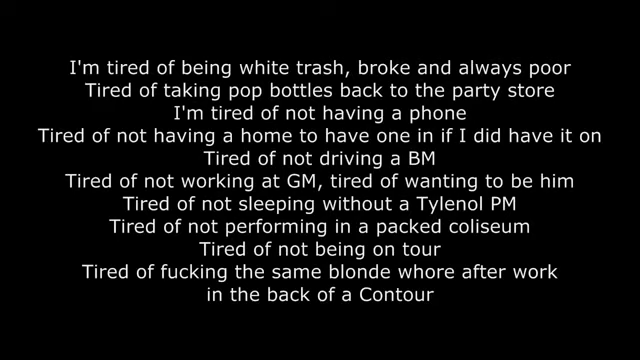 I'm tired of being white trash, broke and always poor
Tired of taking pop bottles back to the party store
I'm tired of not having a phone
Tired of not having a home to have one in if I did have it on
Tired of not driving a BM
Tired of not working at GM, tired of wanting to be him
Tired of not sleeping without a Tylenol PM
Tired of not performing in a packed coliseum
Tired of not being on tour
Tired of fucking the same blonde whore after work
in the back of a Contour